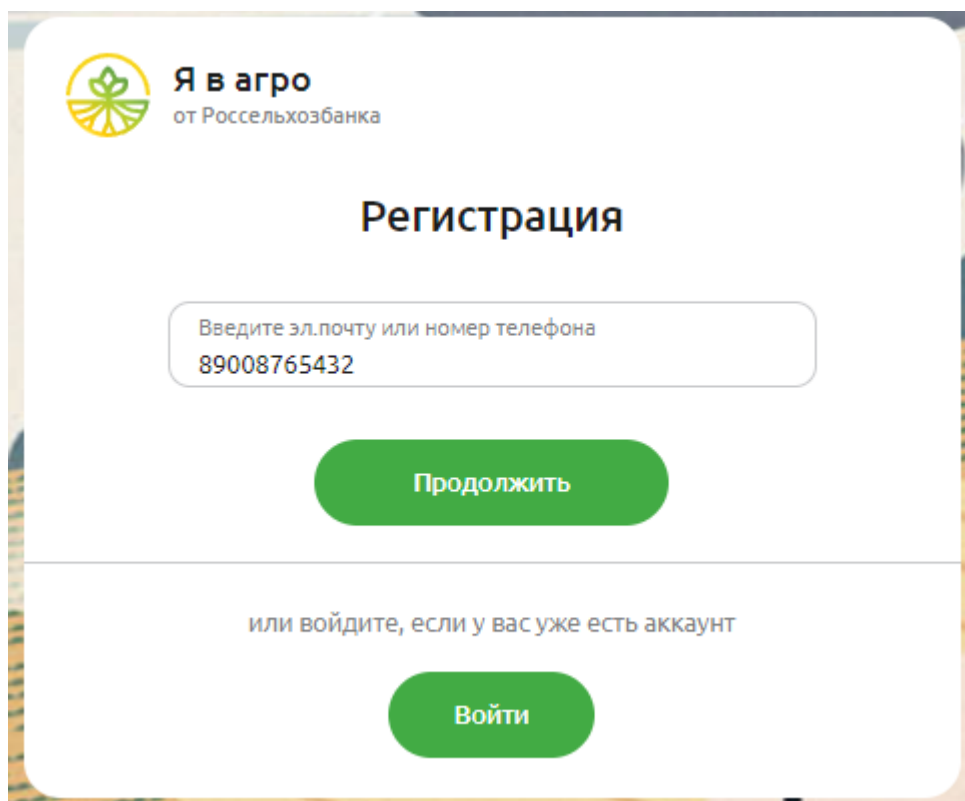 Я в агро
от Россельхозбанка
Регистрация
Введите эл.почту или номер телефона
89008765432
Продолжить
или войдите, если у вас уже есть аккаунт
Войти